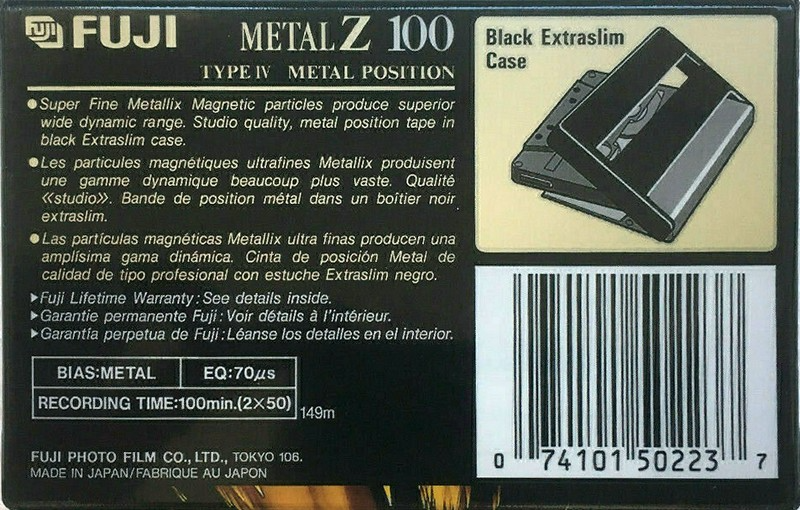 FUJI FUJI
METAL Z 100
TYPE IV METAL POSITION
●Super Fine Metallix Magnetic particles produce superior
wide dynamic range. Studio quality, metal position tape in
black Extraslim case.
●Les particules magnétiques ultrafines Metallix produisent
une gamme dynamique beaucoup plus vaste. Qualité
«studio». Bande de position métal dans un boîtier noir
extraslim.
●Las partículas magnéticas Metallix ultra finas producen una
amplísima gama dinámica. Cinta de posición Metal de
calidad de tipo profesional con estuche Extraslim negro.
▶Fuji Lifetime Warranty: See details inside.
▶Garantie permanente Fuji: Voir détails à l'intérieur.
▶Garantía perpetua de Fuji: Léanse los detalles en el interior.
BIAS:METAL EQ:70μs
RECORDING TIME:100min.(2×50) 149m
FUJI PHOTO FILM CO., LTD., TOKYO 106.
MADE IN JAPAN/FABRIQUE AU JAPON
Black Extraslim
Case
0 74101 50223 7